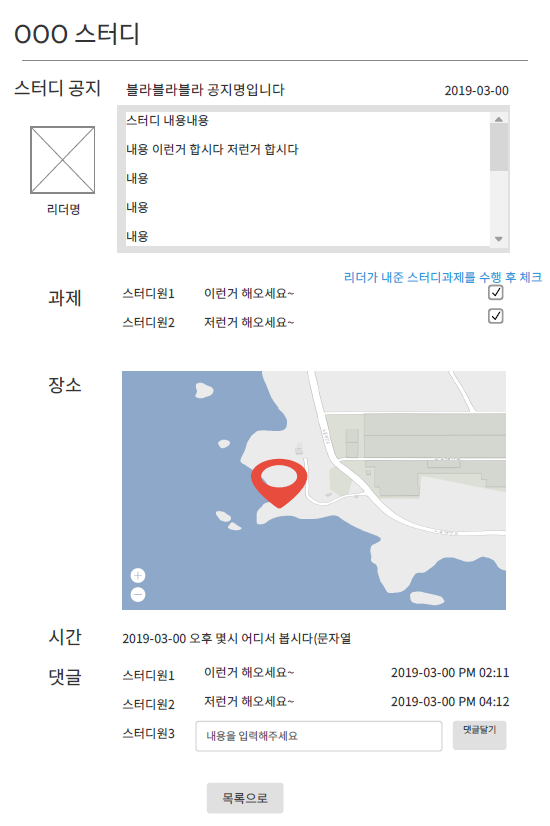 OOO 스터디
스터디 공지
블라블라블라 공지명입니다
2019-03-00
스터디 내용내용
내용 이런거 합시다 저런거 합시다
내용
내용
내용
리더명
리더가 내준 스터디과제를 수행 후 체크
과제
스터디원1 이런거 해오세요~
스터디원2 저런거 해오세요~
장소
시간
2019-03-00 오후 몇시 어디서 봅시다(문자열
댓글
스터디원1 이런거 해오세요~ 2019-03-00 PM 02:11
스터디원2 저런거 해오세요~ 2019-03-00 PM 04:12
스터디원3 내용을 입력해주세요 댓글달기
목록으로